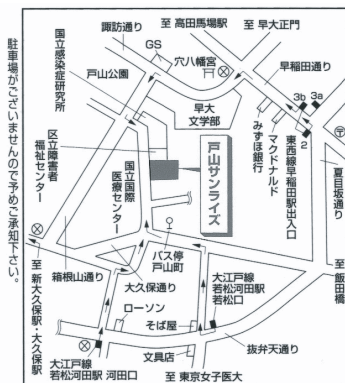 至 高田馬場駅
至 早大正門
諏訪通り
GS
穴八幡宮
早稲田通り
戸山公園
国立感染症研究所
早大
文学部
3b
3a
2
みずほ銀行
マクドナルド
東西線早稲田駅出入口
夏目坂通り
区立障害者
福祉センター
国立国際
医療センター
戸山サンライズ
駐車場がございませんので予めご承知下さい。
バス停
戸山町
箱根山通り
大久保通り
至 新大久保駅・大久保駅
至 飯田橋
ローソン
大江戸線
若松河田駅
若松口
そば屋
抜弁天通り
文具店
大江戸線
若松河田駅 河田口
至 東京女子医大